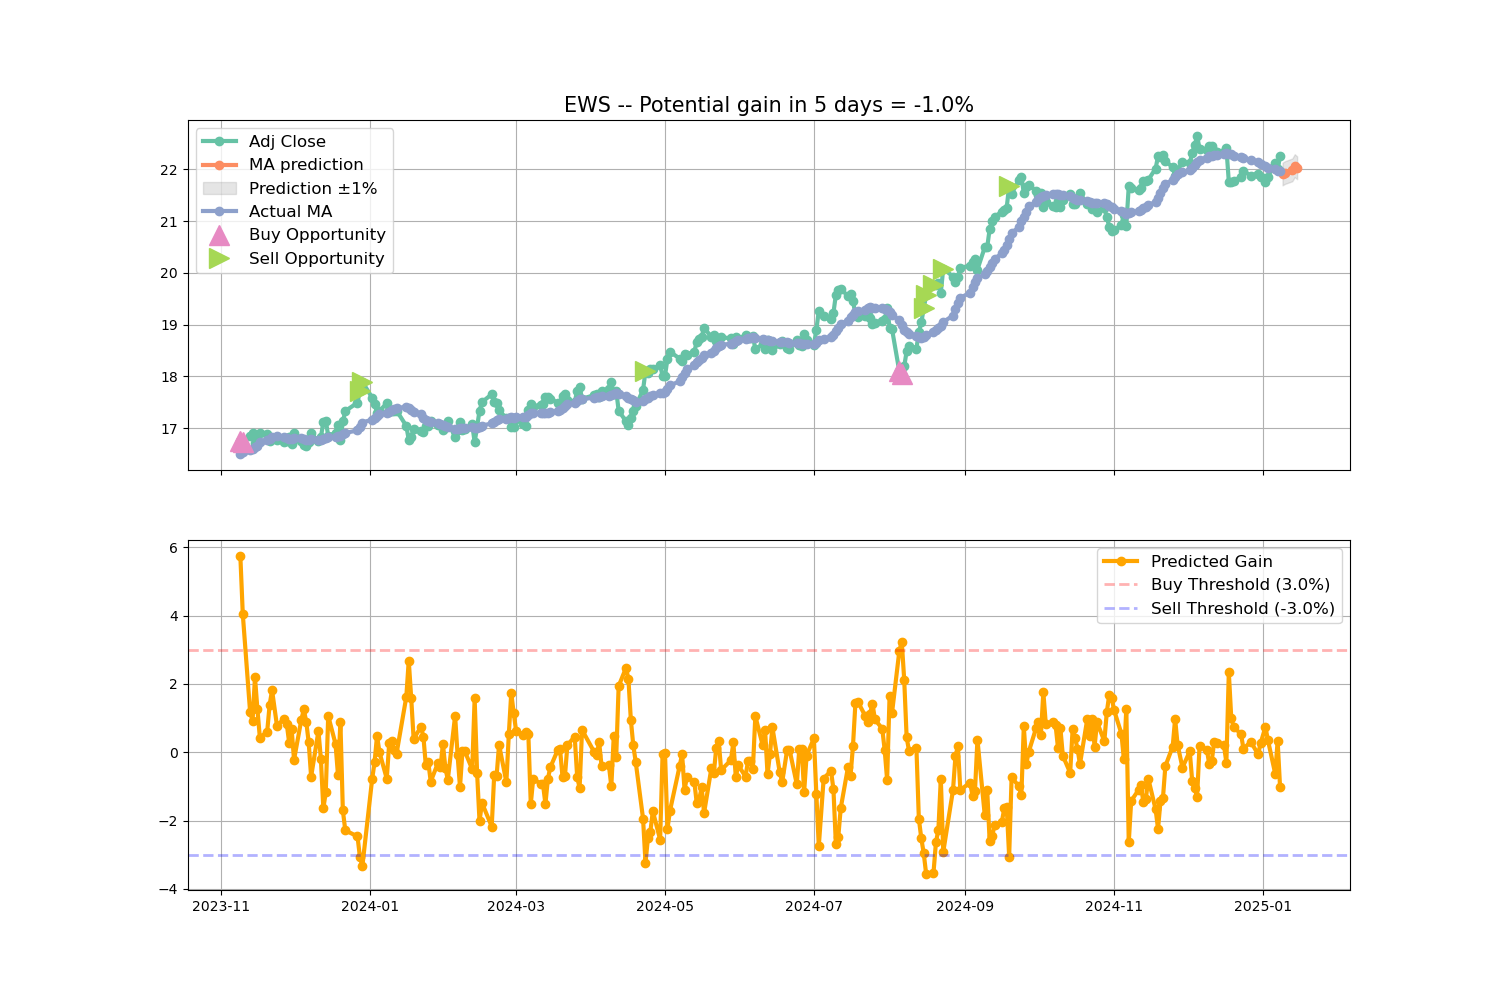 EWS -- Potential gain in 5 days = -1.0%
Adj Close
MA prediction
Prediction ±1%
Actual MA
Buy Opportunity
Sell Opportunity
22
21
20
19
18
17
Predicted Gain
Buy Threshold (3.0%)
Sell Threshold (-3.0%)
6
4
2
0
−2
−4
2023-11
2024-01
2024-03
2024-05
2024-07
2024-09
2024-11
2025-01